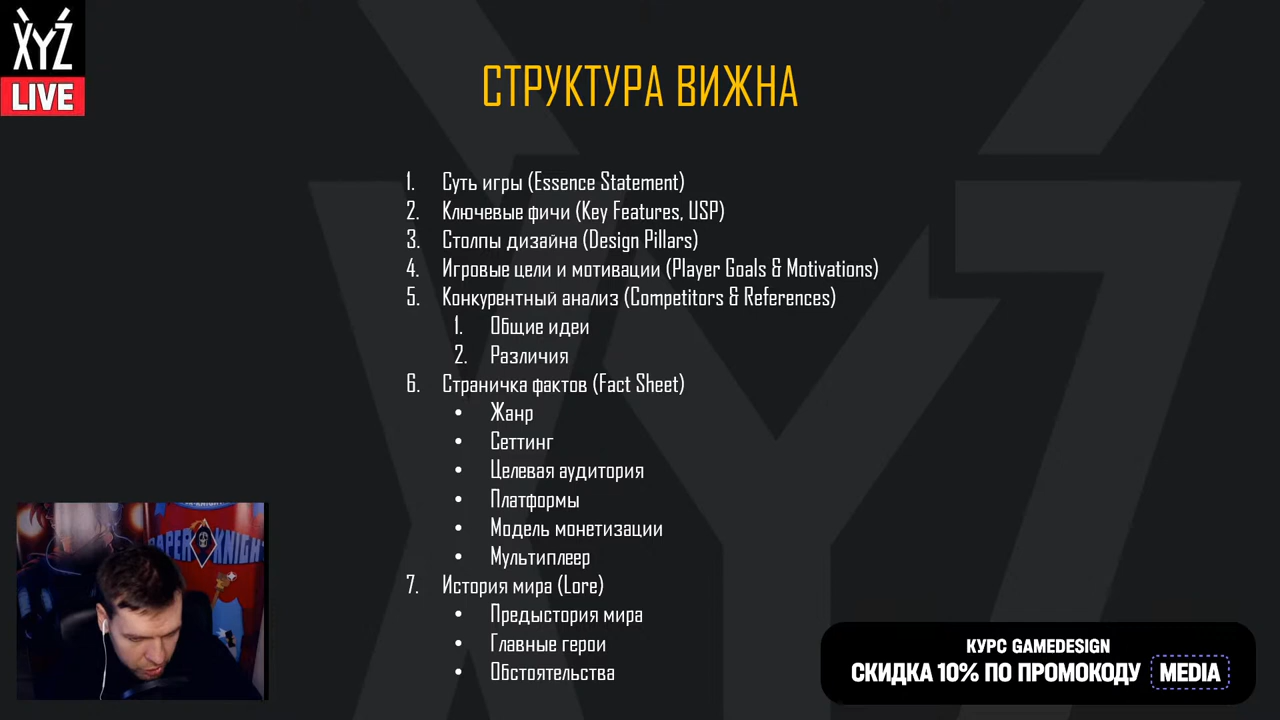 XYZ
LIVE
СТРУКТУРА ВИЖНА
1. Суть игры (Essence Statement)
2. Ключевые фичи (Key Features, USP)
3. Столпы дизайна (Design Pillars)
4. Игровые цели и мотивации (Player Goals & Motivations)
5. Конкурентный анализ (Competitors & References)
1. Общие идеи
2. Различия
6. Страничка фактов (Fact Sheet)
• Жанр
• Сеттинг
• Целевая аудитория
• Платформы
• Модель монетизации
• Мультиплеер
7. История мира (Lore)
• Предыстория мира
• Главные герои
• Обстоятельства
PAPER KNIGHT
КУРС GAMEDESIGN
СКИДКА 10% ПО ПРОМОКОДУ MEDIA